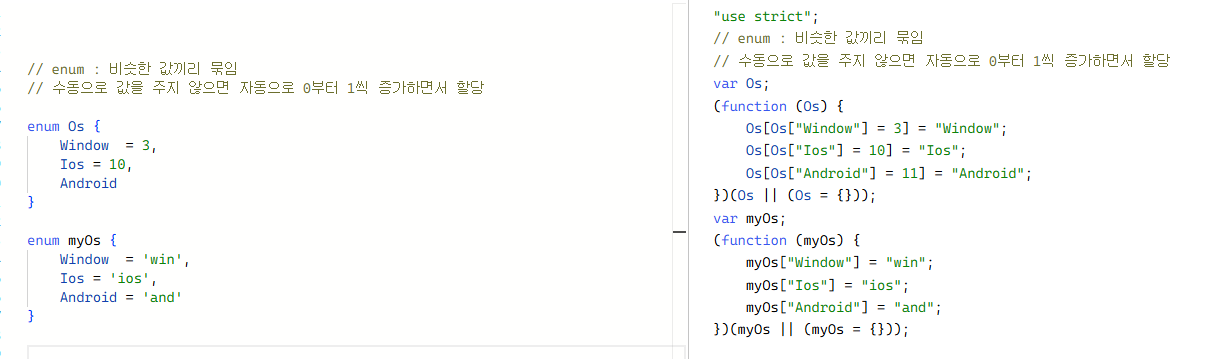 // enum : 비슷한 값끼리 묶임
// 수동으로 값을 주지 않으면 자동으로 0부터 1씩 증가하면서 할당
enum Os {
    Window  = 3,
    Ios = 10,
    Android
}
enum myOs {
    Window  = 'win',
    Ios = 'ios',
    Android = 'and'
}
"use strict";
// enum : 비슷한 값끼리 묶임
// 수동으로 값을 주지 않으면 자동으로 0부터 1씩 증가하면서 할당
var Os;
(function (Os) {
    Os[Os["Window"] = 3] = "Window";
    Os[Os["Ios"] = 10] = "Ios";
    Os[Os["Android"] = 11] = "Android";
})(Os || (Os = {}));
var myOs;
(function (myOs) {
    myOs["Window"] = "win";
    myOs["Ios"] = "ios";
    myOs["Android"] = "and";
})(myOs || (myOs = {}));